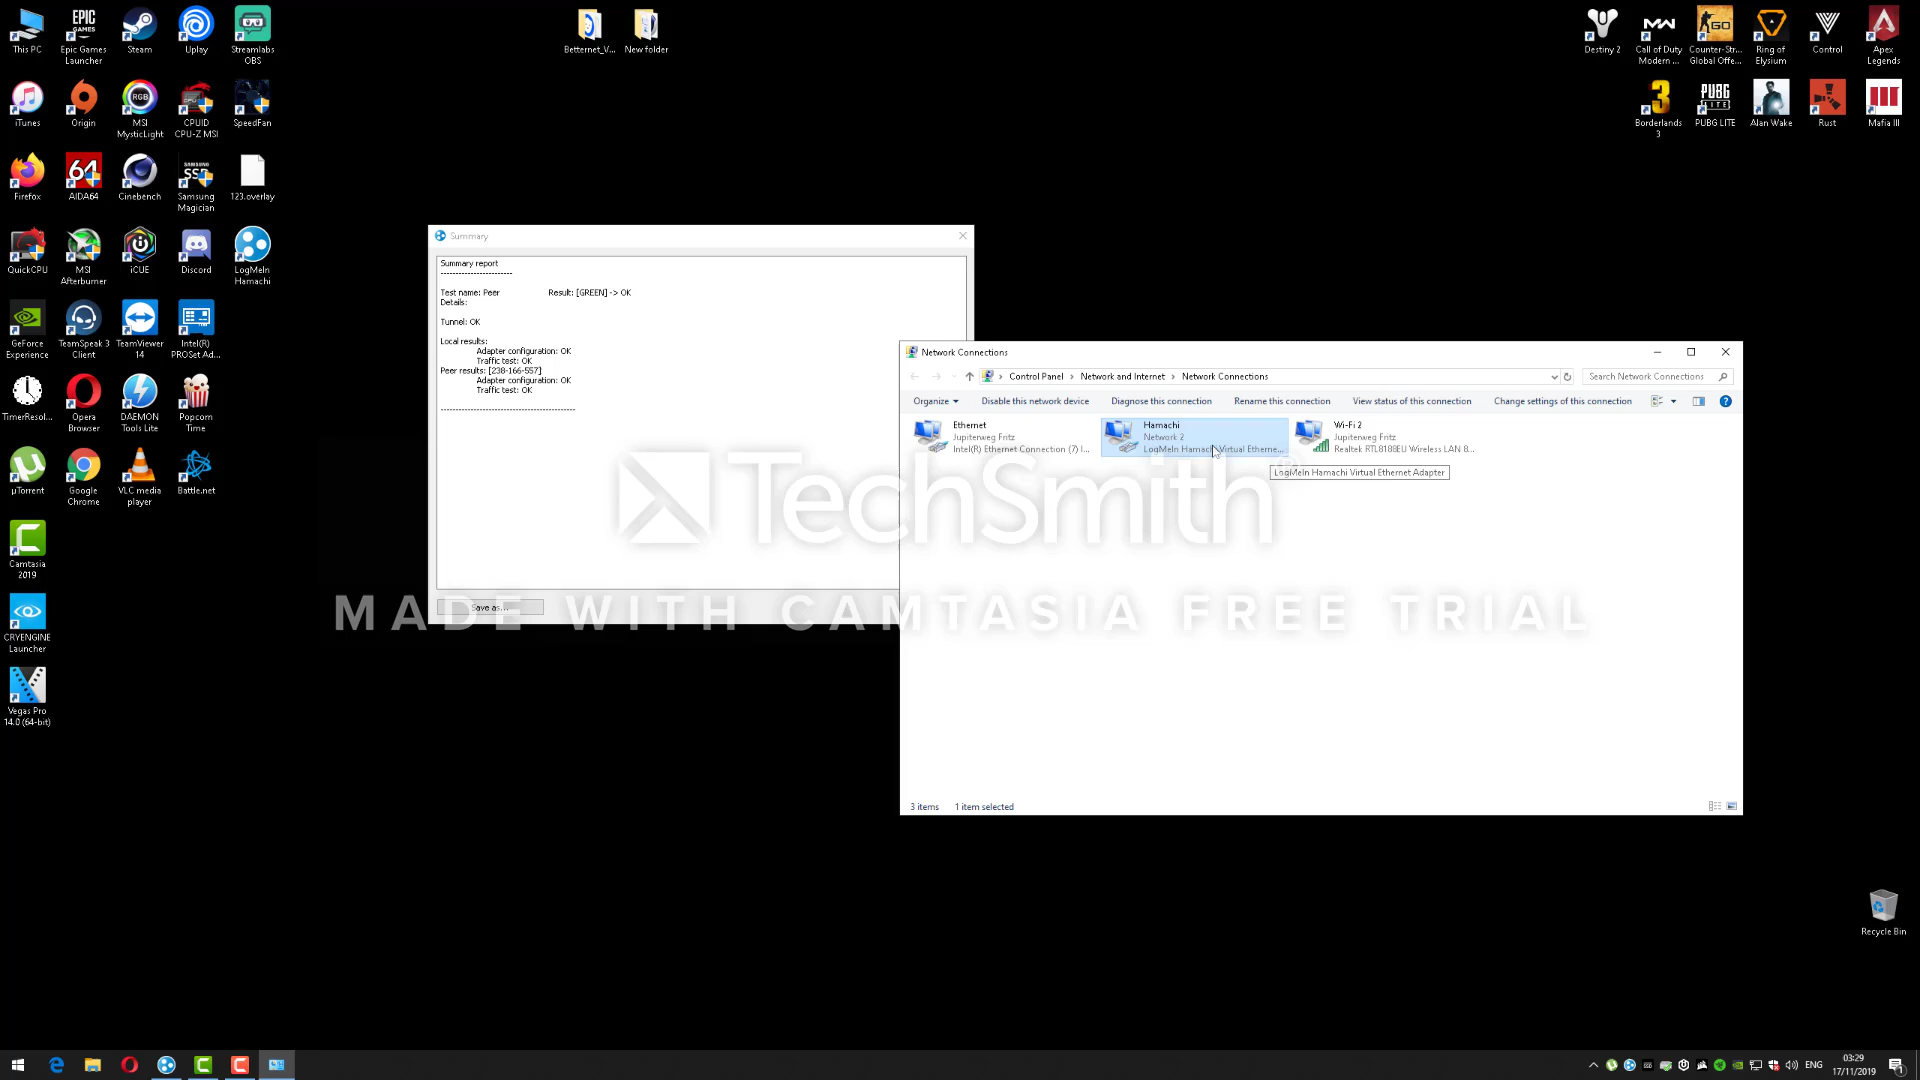 This PC
Epic Games
Launcher
Steam
Uplay
Streamlabs
OBS
Betternet_V...
New folder
Destiny 2
Call of Duty
Modern ...
Counter-Str...
Global Offe...
Ring of
Elysium
Control
Apex
Legends
iTunes
Origin
MSI
MysticLight
CPUID
CPU-Z MSI
SpeedFan
Borderlands
3
PUBG LITE
Alan Wake
Rust
Mafia III
Firefox
AIDA64
Cinebench
Samsung
Magician
123.overlay
QuickCPU
MSI
Afterburner
iCUE
Discord
LogMeIn
Hamachi
GeForce
Experience
TeamSpeak 3
Client
TeamViewer
14
Intel(R)
PROSet Ad...
TimerResol...
Opera
Browser
DAEMON
Tools Lite
Popcorn
Time
µTorrent
Google
Chrome
VLC media
player
Battle.net
Camtasia
2019
CRYENGINE
Launcher
Vegas Pro
14.0 (64-bit)
Summary
Summary report
------------------------
Test name: Peer Result: [GREEN] -> OK
Details:
Tunnel: OK
Local results:
Adapter configuration: OK
Traffic test: OK
Peer results: [238-166-557]
Adapter configuration: OK
Traffic test: OK
---------------------------------------------
Save as...
Network Connections
Control Panel > Network and Internet > Network Connections
Search Network Connections
Organize
Disable this network device
Diagnose this connection
Rename this connection
View status of this connection
Change settings of this connection
Ethernet
Jupiterweg Fritz
Intel(R) Ethernet Connection (7) I...
Hamachi
Network 2
LogMeIn Hamachi Virtual Etherne...
Wi-Fi 2
Jupiterweg Fritz
Realtek RTL8188EU Wireless LAN 8...
LogMeIn Hamachi Virtual Ethernet Adapter
3 items 1 item selected
TechSmith®
MADE WITH CAMTASIA FREE TRIAL
Recycle Bin
ENG
03:29
17/11/2019